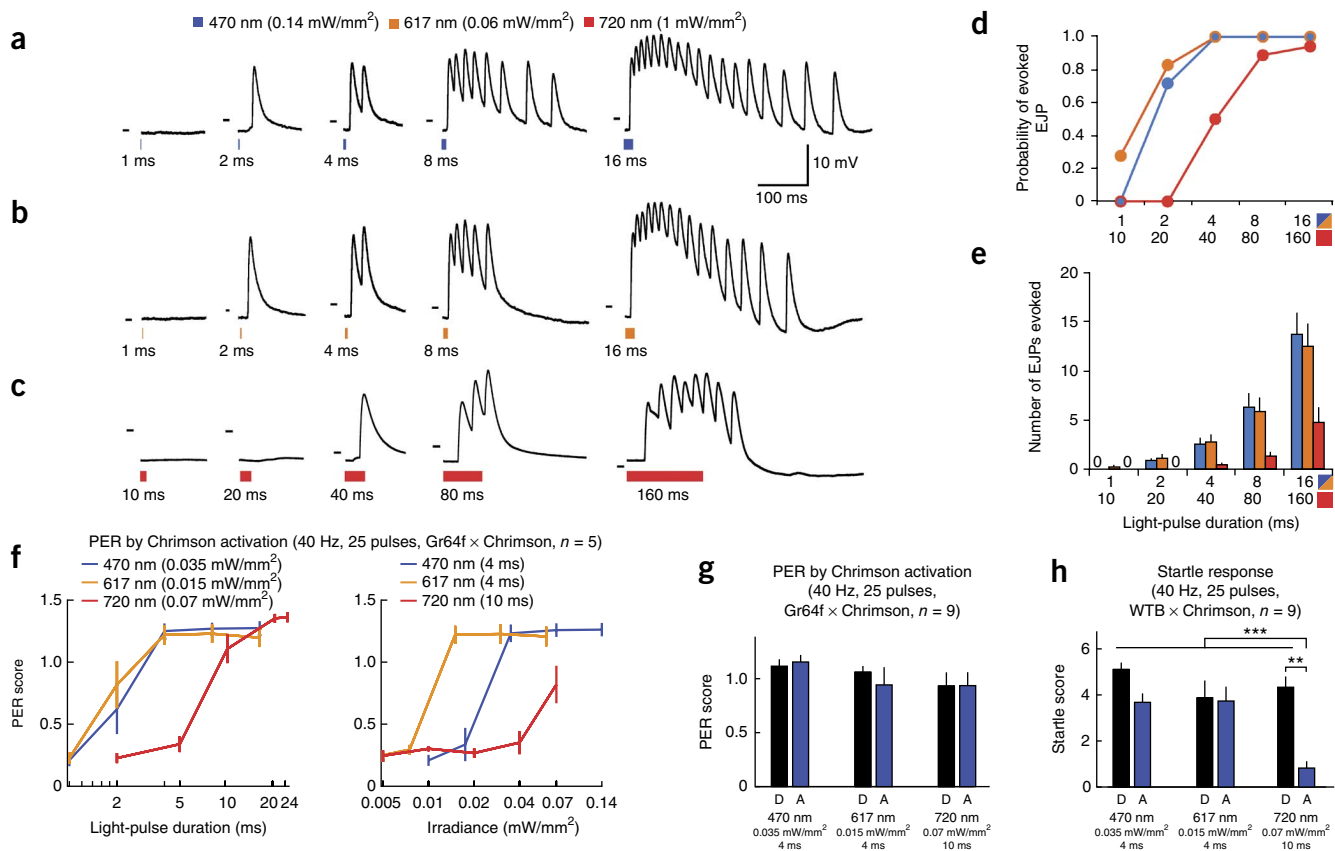 470 nm (0.14 mW/mm²) 617 nm (0.06 mW/mm²) 720 nm (1 mW/mm²)
a
1 ms 2 ms 4 ms 8 ms 16 ms
10 mV
100 ms
b
1 ms 2 ms 4 ms 8 ms 16 ms
c
10 ms 20 ms 40 ms 80 ms 160 ms
d
Probability of evoked
EJP
1.0
0.8
0.6
0.4
0.2
0
1 2 4 8 16
10 20 40 80 160
e
Number of EJPs evoked
20
15
10
5
0
0 0 0
1 2 4 8 16
10 20 40 80 160
Light-pulse duration (ms)
f
PER by Chrimson activation (40 Hz, 25 pulses, Gr64f × Chrimson, n = 5)
470 nm (0.035 mW/mm²)
617 nm (0.015 mW/mm²)
720 nm (0.07 mW/mm²)
PER score
1.5
1.0
0.5
0
2 5 10 20 24
Light-pulse duration (ms)
470 nm (4 ms)
617 nm (4 ms)
720 nm (10 ms)
1.5
1.0
0.5
0
0.005 0.01 0.02 0.04 0.07 0.14
Irradiance (mW/mm²)
g
PER by Chrimson activation
(40 Hz, 25 pulses,
Gr64f × Chrimson, n = 9)
PER score
1.0
0
D A D A D A
470 nm 617 nm 720 nm
0.035 mW/mm² 0.015 mW/mm² 0.07 mW/mm²
4 ms 4 ms 10 ms
h
Startle response
(40 Hz, 25 pulses,
WTB × Chrimson, n = 9)
***
**
Startle score
6
4
2
0
D A D A D A
470 nm 617 nm 720 nm
0.035 mW/mm² 0.015 mW/mm² 0.07 mW/mm²
4 ms 4 ms 10 ms